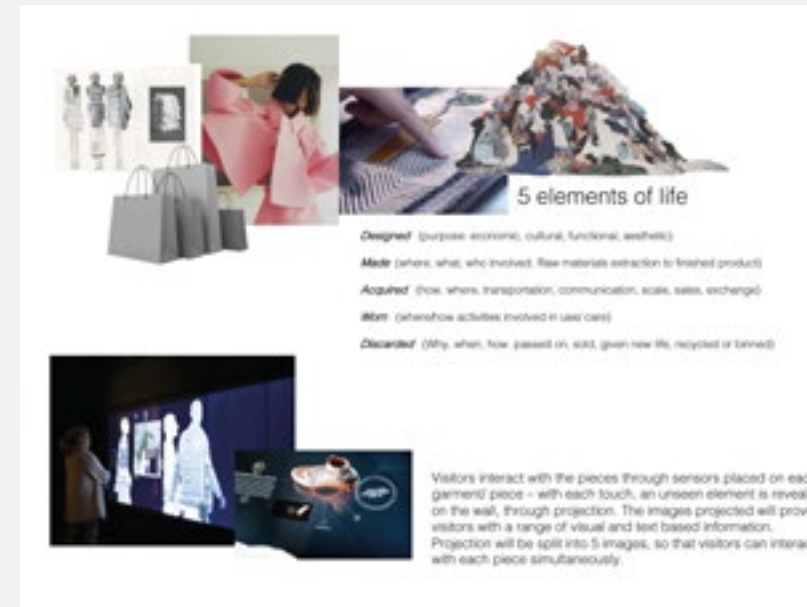 5 elements of life
Designed (purpose: economic, cultural, functional, aesthetic)
Made (where, what, who involved. Raw materials extraction to finished product)
Acquired (how, where, transportation, communication, scale, sales, exchange)
Worn (where/how activities involved in use/ care)
Discarded (Why, when, how: passed on, sold, given new life, recycled or binned)
Visitors interact with the pieces through sensors placed on eac
garment/ piece – with each touch, an unseen element is reveal
on the wall, through projection. The images projected will provi
visitors with a range of visual and text based information.
Projection will be split into 5 images, so that visitors can interac
with each piece simultaneously.